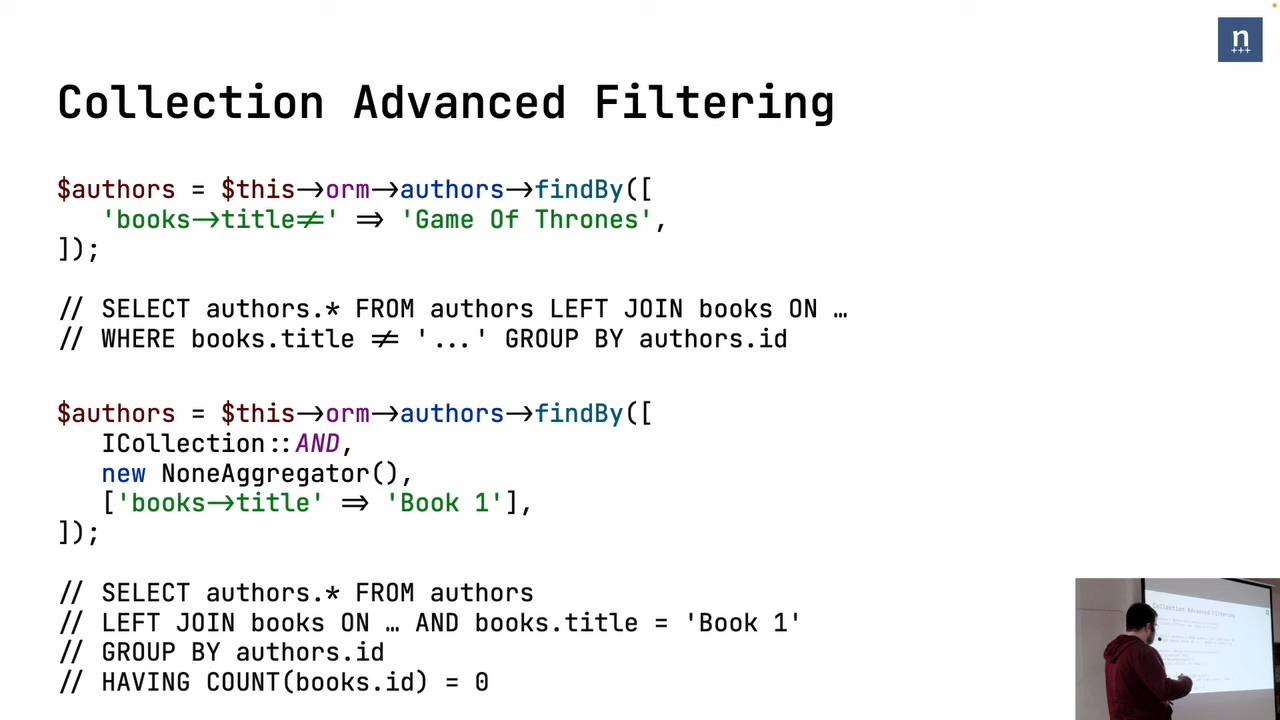 n
+++
Collection Advanced Filtering
$authors = $this->orm->authors->findBy([
'books->title!=' => 'Game Of Thrones',
]);
// SELECT authors.* FROM authors LEFT JOIN books ON …
// WHERE books.title != '...' GROUP BY authors.id
$authors = $this->orm->authors->findBy([
ICollection::AND,
new NoneAggregator(),
['books->title' => 'Book 1'],
]);
// SELECT authors.* FROM authors
// LEFT JOIN books ON … AND books.title = 'Book 1'
// GROUP BY authors.id
// HAVING COUNT(books.id) = 0
Collection Advanced Filtering